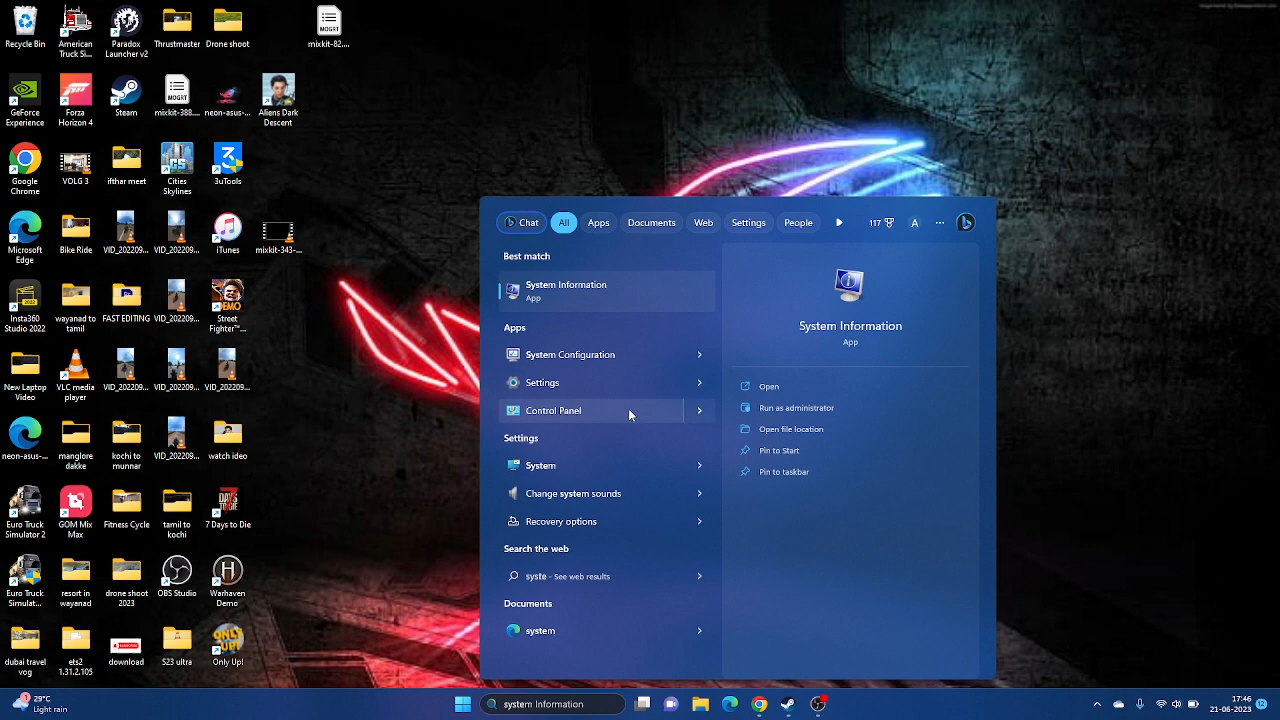 Recycle Bin
American Truck Si...
Paradox Launcher v2
Thrustmaster
Drone shoot
mixkit-82...
GeForce Experience
Forza Horizon 4
Steam
MOGRT
mixkit-388...
neon-asus-...
Aliens Dark Descent
MOGRT
Google Chrome
VOLG 3
ifthar meet
Cities Skylines
3uTools
Microsoft Edge
Bike Ride
VID_202209...
VID_202209...
iTunes
mixkit-343-...
Insta360 Studio 2022
wayanad to tamil
FAST EDITING
VID_202209...
Street Fighter™...
DEMO
New Laptop Video
VLC media player
VID_202209...
VID_202209...
VID_202209...
neon-asus-...
manglore dakke
kochi to munnar
VID_202209...
watch ideo
Euro Truck Simulator 2
GOM Mix Max
Fitness Cycle
tamil to kochi
7 Days to Die
Euro Truck Simulat...
resort in wayanad
drone shoot 2023
OBS Studio
Warhaven Demo
dubai travel vog
ets2 1.31.2.105
download
S23 ultra
ONLY UP!
Only Up!
Chat
All
Apps
Documents
Web
Settings
People
117
A
Best match
System Information
App
Apps
System Configuration
Settings
Control Panel
Settings
System
Change system sounds
Recovery options
Search the web
syste - See web results
Documents
system
System Information
App
Open
Run as administrator
Open file location
Pin to Start
Pin to taskbar
29°C
Light rain
system Information
17:46
21-06-2023
12